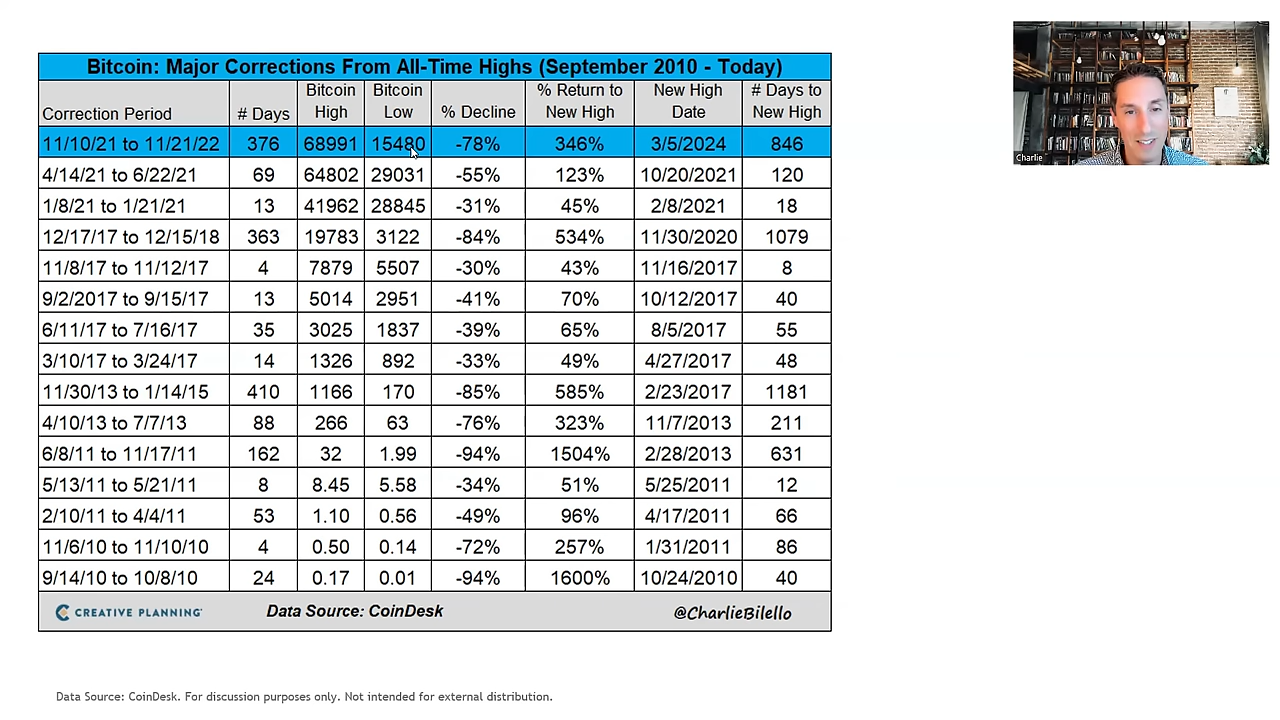 Bitcoin: Major Corrections From All-Time Highs (September 2010 - Today)
Correction Period # Days Bitcoin High Bitcoin Low % Decline % Return to New High New High Date # Days to New High
11/10/21 to 11/21/22 376 68991 15480 -78% 346% 3/5/2024 846
4/14/21 to 6/22/21 69 64802 29031 -55% 123% 10/20/2021 120
1/8/21 to 1/21/21 13 41962 28845 -31% 45% 2/8/2021 18
12/17/17 to 12/15/18 363 19783 3122 -84% 534% 11/30/2020 1079
11/8/17 to 11/12/17 4 7879 5507 -30% 43% 11/16/2017 8
9/2/2017 to 9/15/17 13 5014 2951 -41% 70% 10/12/2017 40
6/11/17 to 7/16/17 35 3025 1837 -39% 65% 8/5/2017 55
3/10/17 to 3/24/17 14 1326 892 -33% 49% 4/27/2017 48
11/30/13 to 1/14/15 410 1166 170 -85% 585% 2/23/2017 1181
4/10/13 to 7/7/13 88 266 63 -76% 323% 11/7/2013 211
6/8/11 to 11/17/11 162 32 1.99 -94% 1504% 2/28/2013 631
5/13/11 to 5/21/11 8 8.45 5.58 -34% 51% 5/25/2011 12
2/10/11 to 4/4/11 53 1.10 0.56 -49% 96% 4/17/2011 66
11/6/10 to 11/10/10 4 0.50 0.14 -72% 257% 1/31/2011 86
9/14/10 to 10/8/10 24 0.17 0.01 -94% 1600% 10/24/2010 40
CREATIVE PLANNING Data Source: CoinDesk @CharlieBilello
Data Source: CoinDesk. For discussion purposes only. Not intended for external distribution.
Charlie